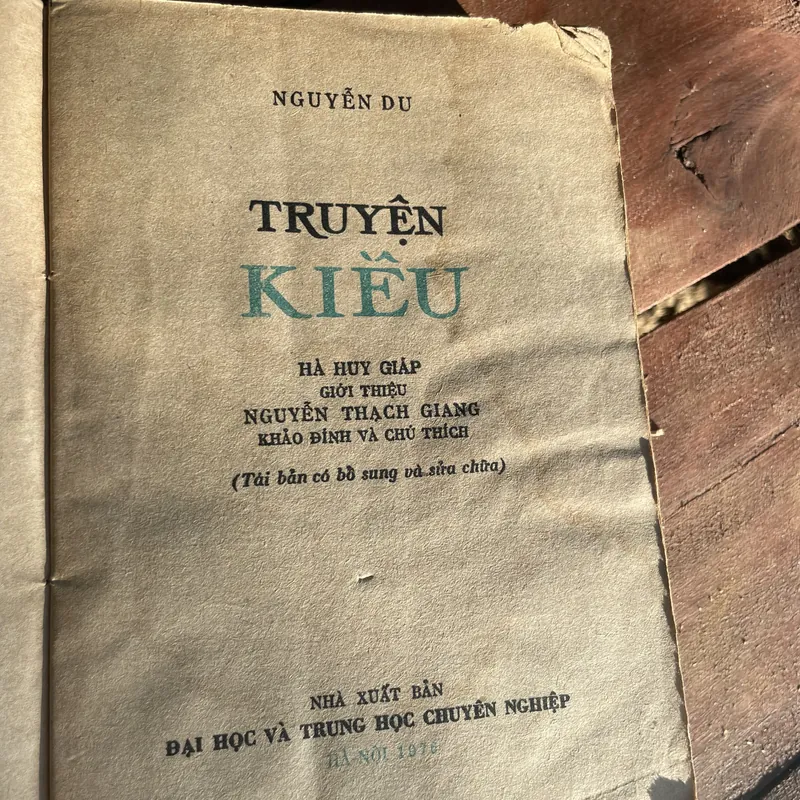 NGUYỄN DU
TRUYỆN
KIỀU
HÀ HUY GIÁP
GIỚI THIỆU
NGUYỄN THẠCH GIANG
KHẢO ĐÍNH VÀ CHÚ THÍCH
(Tái bản có bổ sung và sửa chữa)
NHÀ XUẤT BẢN
ĐẠI HỌC VÀ TRUNG HỌC CHUYÊN NGHIỆP
HÀ-NỘI